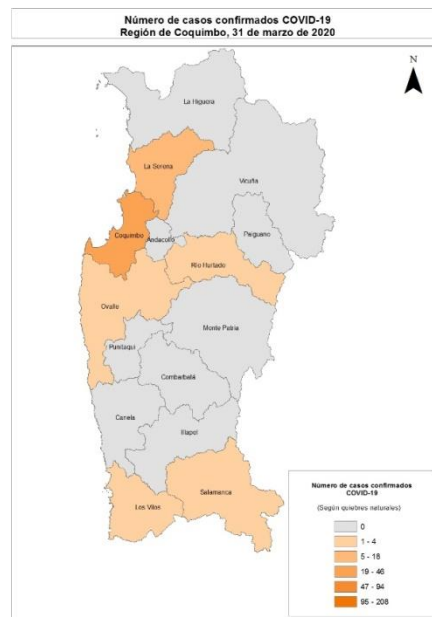 Número de casos confirmados COVID-19
Región de Coquimbo, 31 de marzo de 2020
N
La Higuera
La Serena
Vicuña
Coquimbo
Andacollo
Paiguano
Río Hurtado
Ovalle
Monte Patria
Punitaqui
Combarbalá
Canela
Illapel
Salamanca
Los Vilos
Número de casos confirmados
COVID-19
(Según quiebres naturales)
0
1 - 4
5 - 18
19 - 46
47 - 94
95 - 208